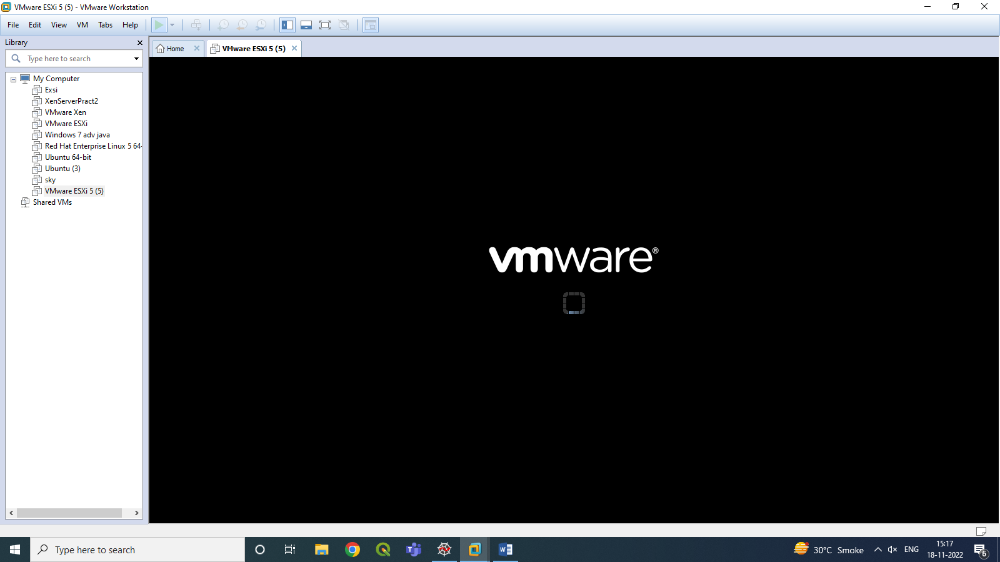 VMware ESXi 5 (5) - VMware Workstation
File Edit View VM Tabs Help
Library
Type here to search
My Computer
Exsi
XenServerPract2
VMware Xen
VMware ESXi
Windows 7 adv java
Red Hat Enterprise Linux 5 64-
Ubuntu 64-bit
Ubuntu (3)
sky
VMware ESXi 5 (5)
Shared VMs
Home
VMware ESXi 5 (5)
vmware®
Type here to search
30°C Smoke
ENG
15:17
18-11-2022
6